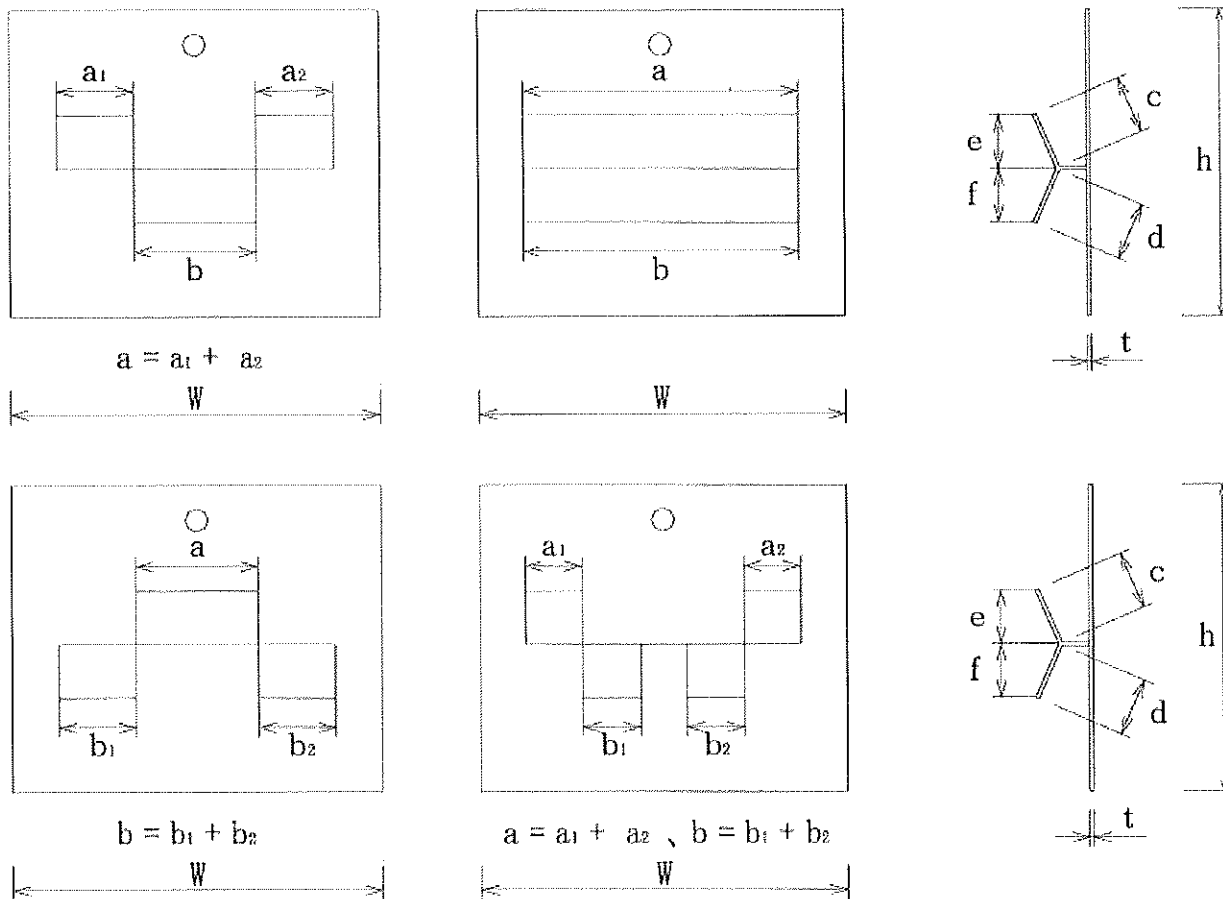 a₁ a₂
b
a = a₁ + a₂
W
a
b
W
c
e
f
d
h
t
a
b₁ b₂
b = b₁ + b₂
W
a₁ a₂
b₁ b₂
a = a₁ + a₂ 、 b = b₁ + b₂
W
c
e
f
d
h
t